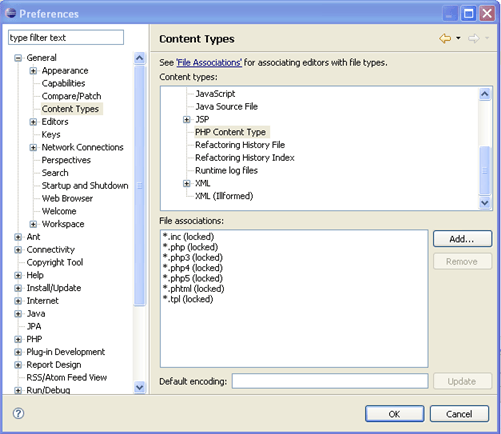 Preferences
type filter text
General
Appearance
Capabilities
Compare/Patch
Content Types
Editors
Keys
Network Connections
Perspectives
Search
Startup and Shutdown
Web Browser
Welcome
Workspace
Ant
Connectivity
Copyright Tool
Help
Install/Update
Internet
Java
JPA
PHP
Plug-in Development
Report Design
RSS/Atom Feed View
Run/Debug
Content Types
See 'File Associations' for associating editors with file types.
Content types:
JavaScript
Java Source File
JSP
PHP Content Type
Refactoring History File
Refactoring History Index
Runtime log files
XML
XML (Illformed)
File associations:
*.inc (locked)
*.php (locked)
*.php3 (locked)
*.php4 (locked)
*.php5 (locked)
*.phtml (locked)
*.tpl (locked)
Add...
Remove
Default encoding:
Update
OK
Cancel